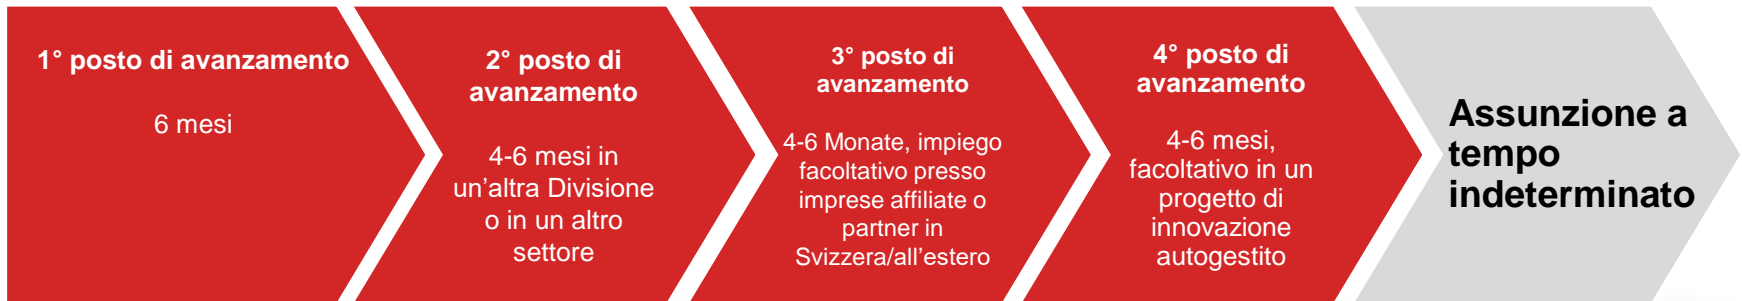 1° posto di avanzamento
6 mesi
2° posto di
avanzamento
4-6 mesi in
un’altra Divisione
o in un altro
settore
3° posto di
avanzamento
4-6 Monate, impiego
facoltativo presso
imprese affiliate o
partner in
Svizzera/all’estero
4° posto di
avanzamento
4-6 mesi,
facoltativo in un
progetto di
innovazione
autogestito
Assunzione a
tempo
indeterminato